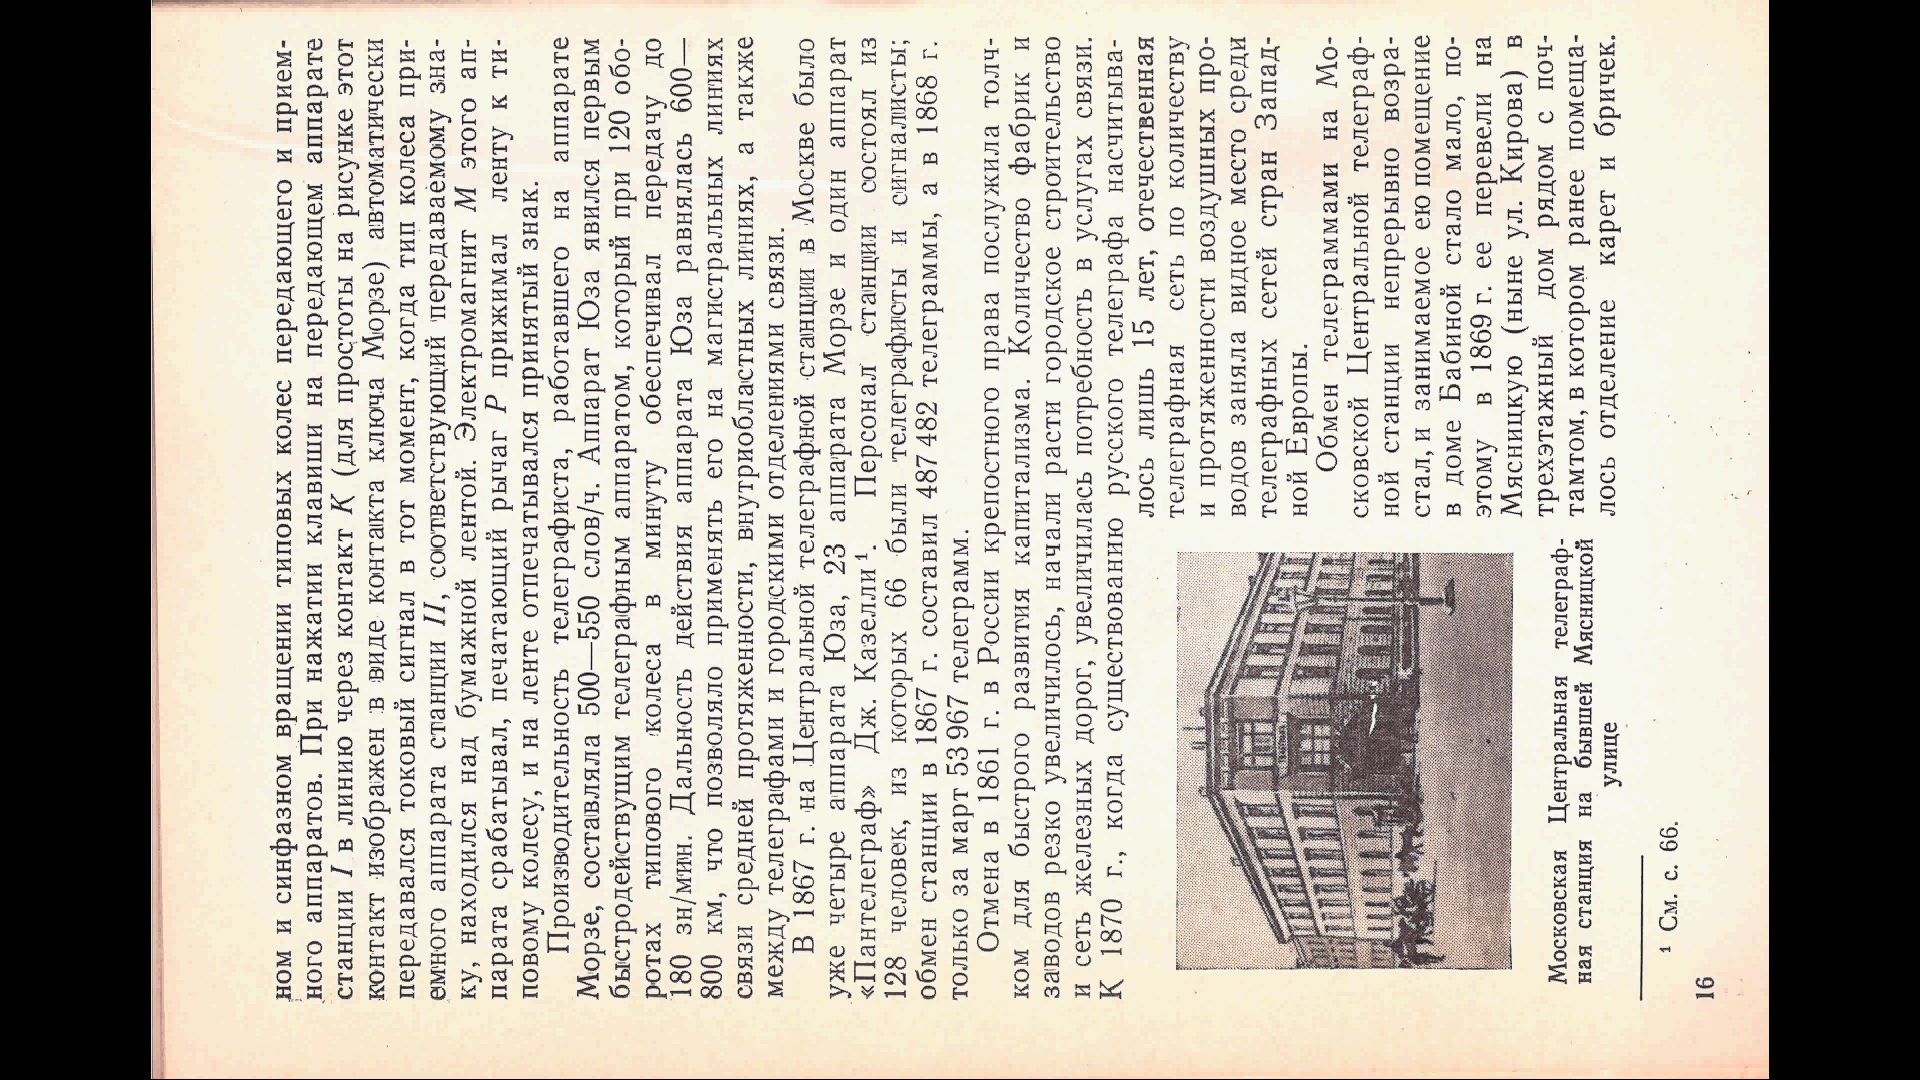 ном и синфазном вращении типовых колес передающего и прием-
ного аппаратов. При нажатии клавиши на передающем аппарате
станции I в линию через контакт К (для простоты на рисунке этот
контакт изображен в виде контакта ключа Морзе) автоматически
передавался токовый сигнал в тот момент, когда тип колеса при-
емного аппарата станции II, соответствующий передаваемому зна-
ку, находился над бумажной лентой. Электромагнит М этого ап-
парата срабатывал, печатающий рычаг Р прижимал ленту к ти-
повому колесу, и на ленте отпечатывался принятый знак.
Производительность телеграфиста, работавшего на аппарате
Морзе, составляла 500—550 слов/ч. Аппарат Юза явился первым
быстродействущим телеграфным аппаратом, который при 120 обо-
ротах типового колеса в минуту обеспечивал передачу до
180 зн/мин. Дальность действия аппарата Юза равнялась 600—
800 км, что позволяло применять его на магистральных линиях
связи средней протяженности, внутриобластных линиях, а также
между телеграфами и городскими отделениями связи.
В 1867 г. на Центральной телеграфной станции в Москве было
уже четыре аппарата Юза, 23 аппарата Морзе и один аппарат
«Пантелеграф» Дж. Казелли¹. Персонал станции состоял из
128 человек, из которых 66 были телеграфисты и сигналисты;
обмен станции в 1867 г. составил 487 482 телеграммы, а в 1868 г.
только за март 53 967 телеграмм.
Отмена в 1861 г. в России крепостного права послужила толч-
ком для быстрого развития капитализма. Количество фабрик и
заводов резко увеличилось, начали расти городское строительство
и сеть железных дорог, увеличилась потребность в услугах связи.
К 1870 г., когда существованию русского телеграфа насчитыва-
лось лишь 15 лет, отечественная
телеграфная сеть по количеству
и протяженности воздушных про-
водов заняла видное место среди
телеграфных сетей стран Запад-
ной Европы.
Обмен телеграммами на Мо-
сковской Центральной телеграф-
ной станции непрерывно возра-
стал, и занимаемое ею помещение
в доме Бабиной стало мало, по-
этому в 1869 г. ее перевели на
Мясницкую (ныне ул. Кирова) в
трехэтажный дом рядом с поч-
тамтом, в котором ранее помеща-
лось отделение карет и бричек.
Московская Центральная телеграф-
ная станция на бывшей Мясницкой
улице
¹ См. с. 66.
16